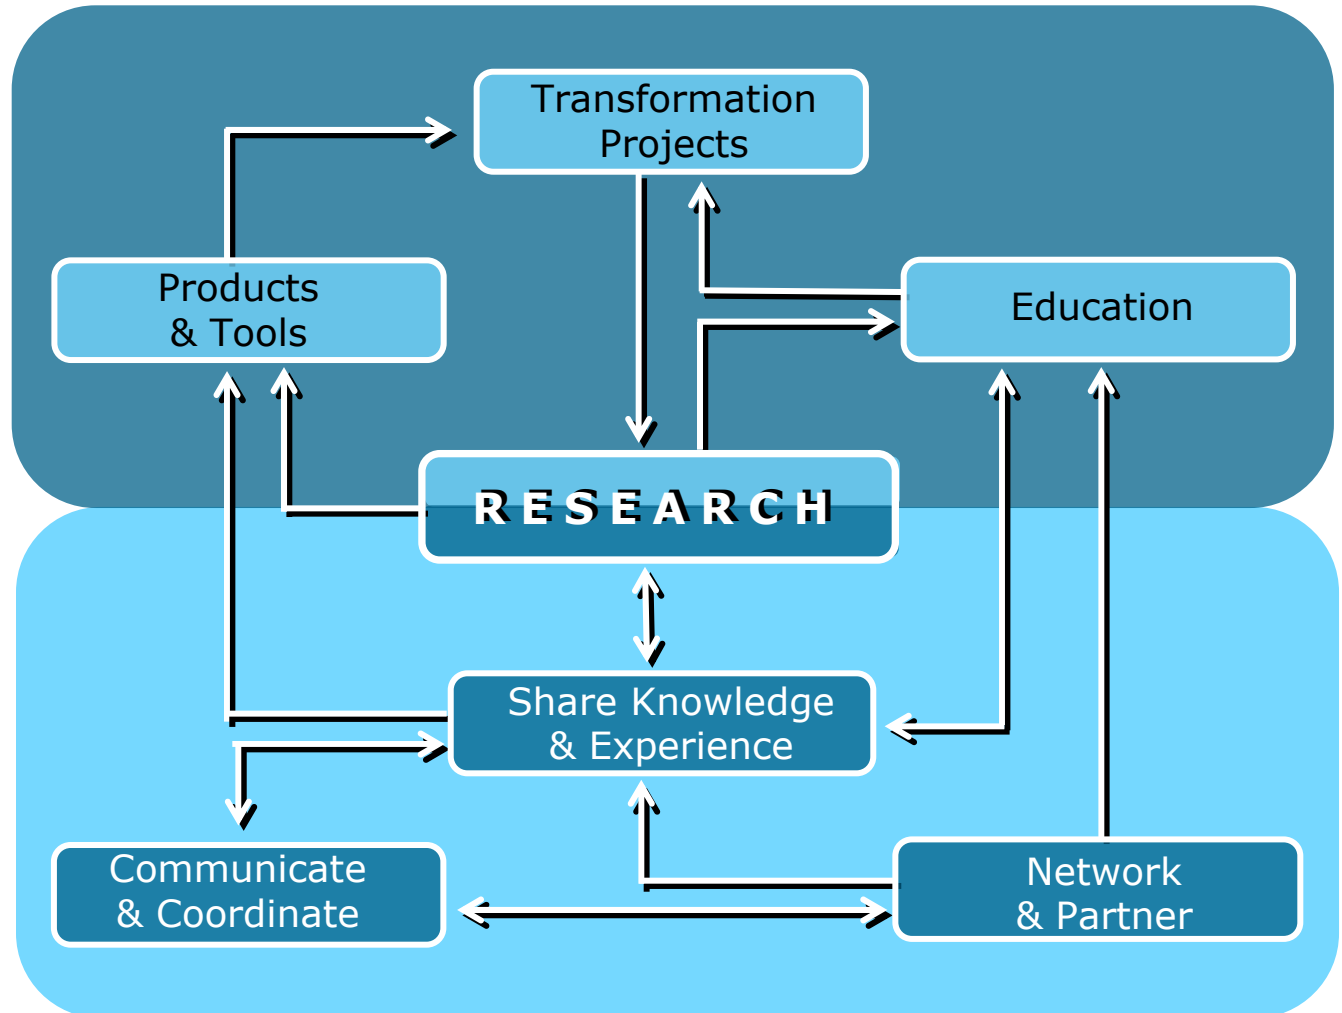 Transformation
Projects
Products
& Tools
Education
RESEARCH
Share Knowledge
& Experience
Communicate
& Coordinate
Network
& Partner